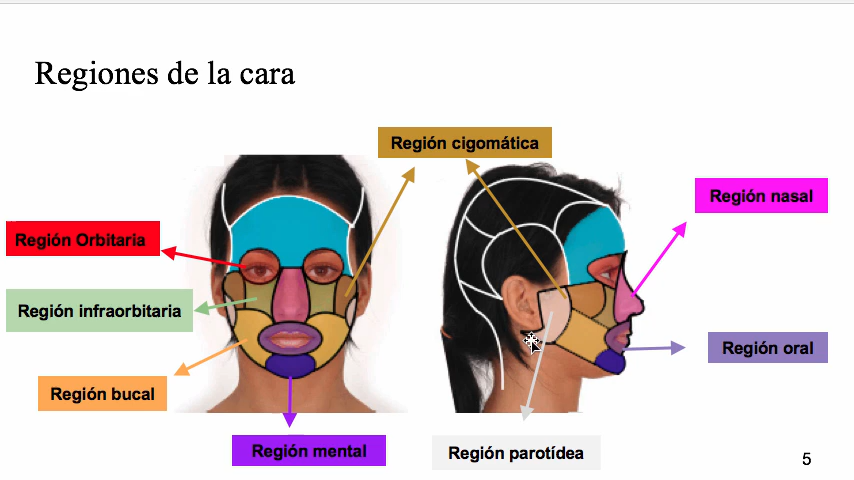 Regiones de la cara
Región cigomática
Región nasal
Región Orbitaria
Región infraorbitaria
Región oral
Región bucal
Región mental
Región parotídea
5